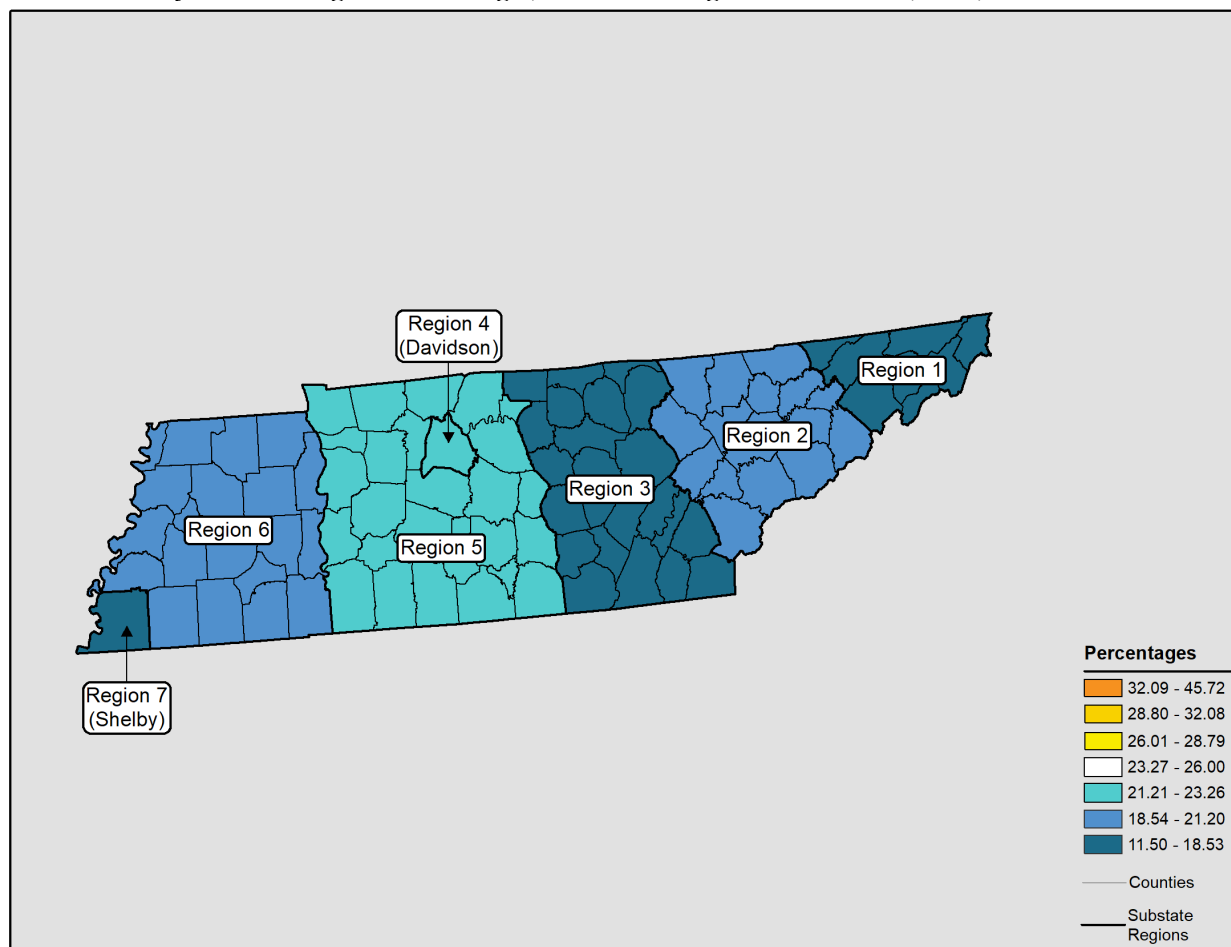 Region 4
(Davidson)
Region 1
Region 2
Region 3
Region 6
Region 5
Region 7
(Shelby)
Percentages
32.09 - 45.72
28.80 - 32.08
26.01 - 28.79
23.27 - 26.00
21.21 - 23.26
18.54 - 21.20
11.50 - 18.53
Counties
Substate
Regions